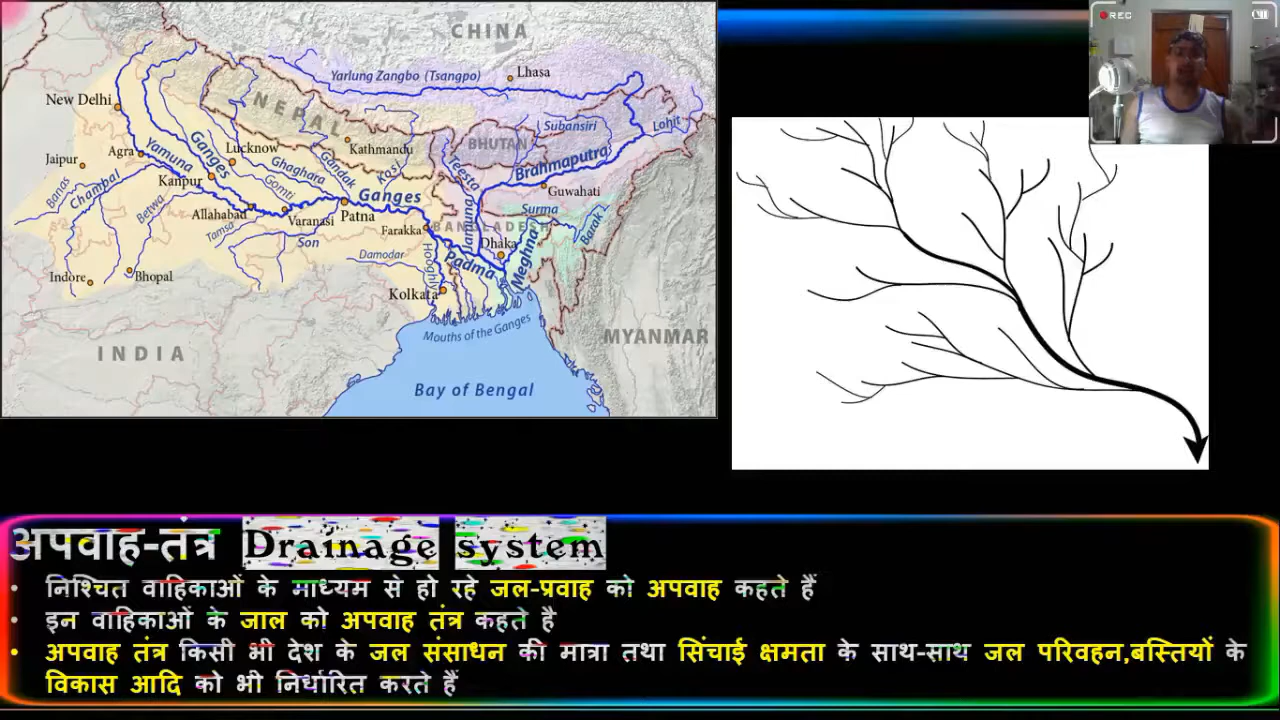 CHINA
REC
Yarlung Zangbo (Tsangpo)
Lhasa
New Delhi
NEPAL
Subansiri
Lohit
BHUTAN
Agra
Yamuna
Ganges
Lucknow
Kathmandu
Teesta
Brahmaputra
Jaipur
Ghaghara
Gandak
Kosi
Banas
Chambal
Kanpur
Gomti
Ganges
Guwahati
Betwa
Allahabad
Varanasi
Patna
Jamuna
Surma
Tamsa
Son
Farakka
BANGLADESH
Barak
Dhaka
Damodar
Hooghly
Padma
Meghna
Indore
Bhopal
Kolkata
Mouths of the Ganges
INDIA
MYANMAR
Bay of Bengal
अपवाह-तंत्र Drainage system
• निश्चित वाहिकाओं के माध्यम से हो रहे जल-प्रवाह को अपवाह कहते हैं
• इन वाहिकाओं के जाल को अपवाह तंत्र कहते है
• अपवाह तंत्र किसी भी देश के जल संसाधन की मात्रा तथा सिंचाई क्षमता के साथ-साथ जल परिवहन,बस्तियों के
विकास आदि को भी निर्धारित करते हैं